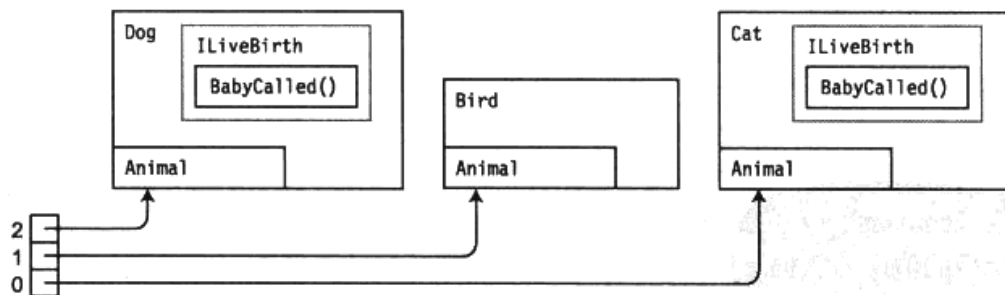 Dog
ILiveBirth
BabyCalled()
Animal
Bird
Animal
Cat
ILiveBirth
BabyCalled()
Animal
2
1
0